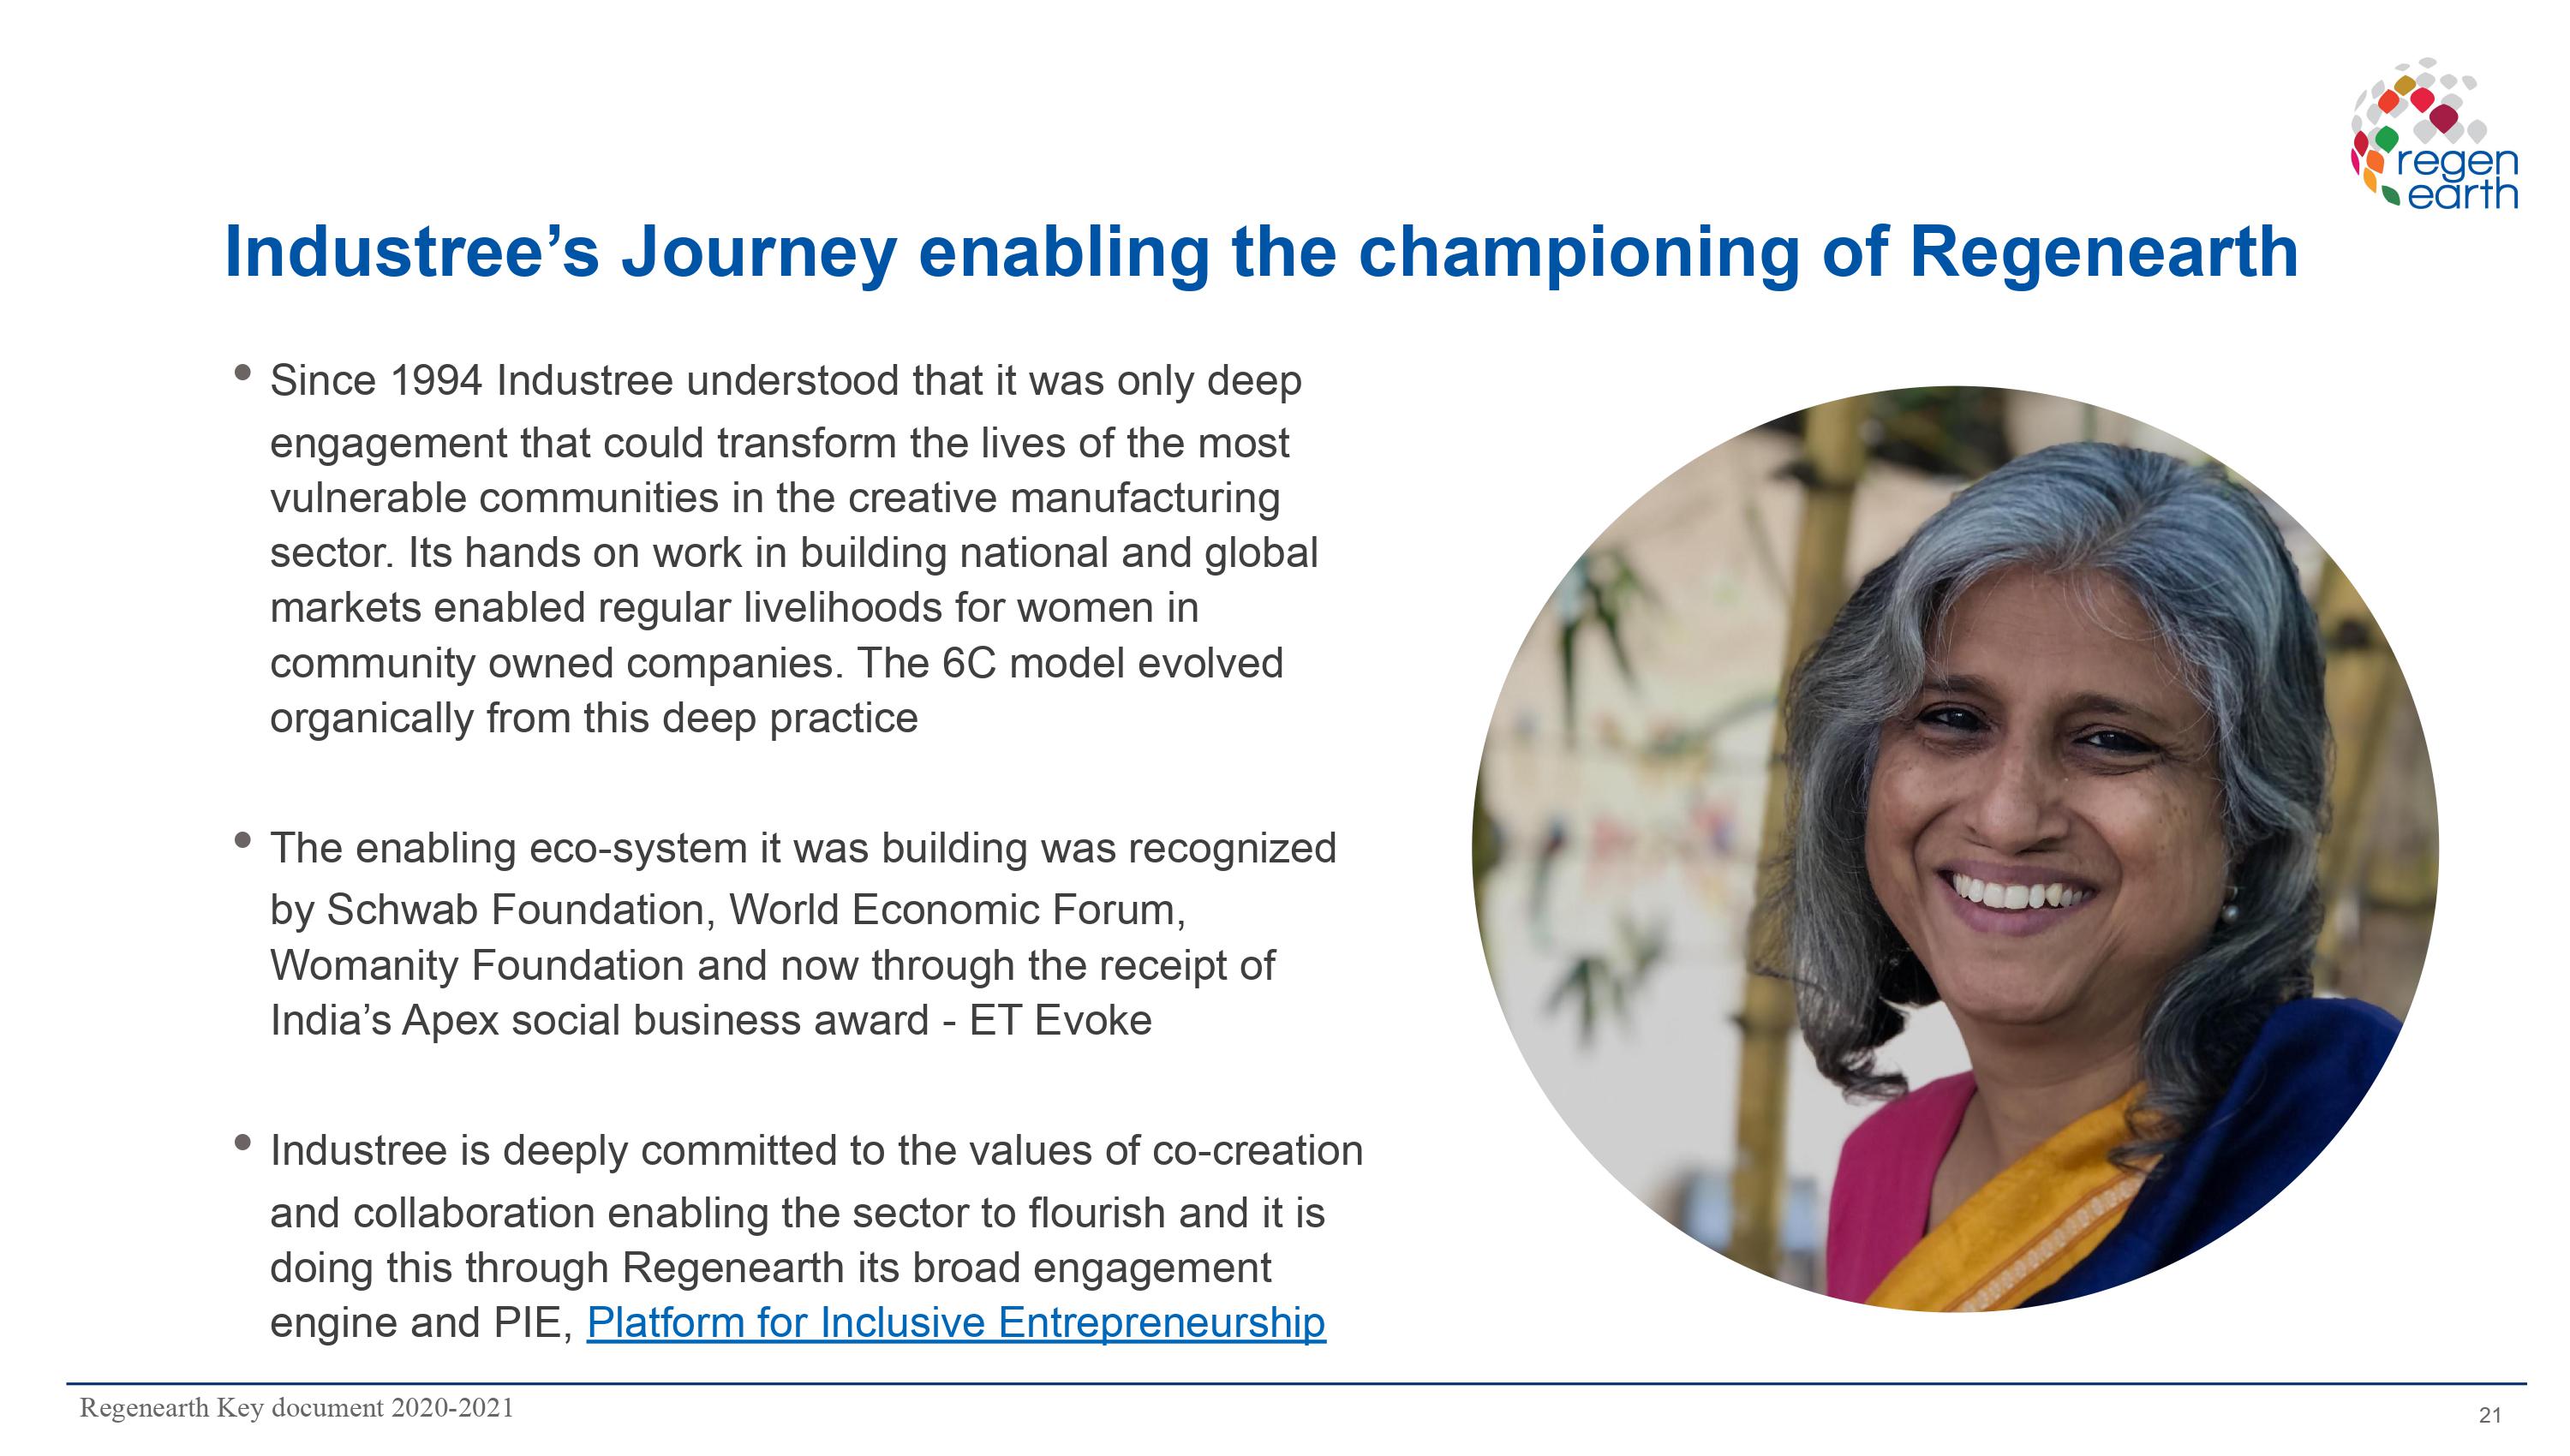 regen
earth
Industree’s Journey enabling the championing of Regenearth
• Since 1994 Industree understood that it was only deep
engagement that could transform the lives of the most
vulnerable communities in the creative manufacturing
sector. Its hands on work in building national and global
markets enabled regular livelihoods for women in
community owned companies. The 6C model evolved
organically from this deep practice
• The enabling eco-system it was building was recognized
by Schwab Foundation, World Economic Forum,
Womanity Foundation and now through the receipt of
India’s Apex social business award - ET Evoke
• Industree is deeply committed to the values of co-creation
and collaboration enabling the sector to flourish and it is
doing this through Regenearth its broad engagement
engine and PIE, Platform for Inclusive Entrepreneurship
Regenearth Key document 2020-2021
21